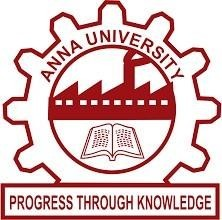 ANNA UNIVERSITY
PROGRESS THROUGH KNOWLEDGE